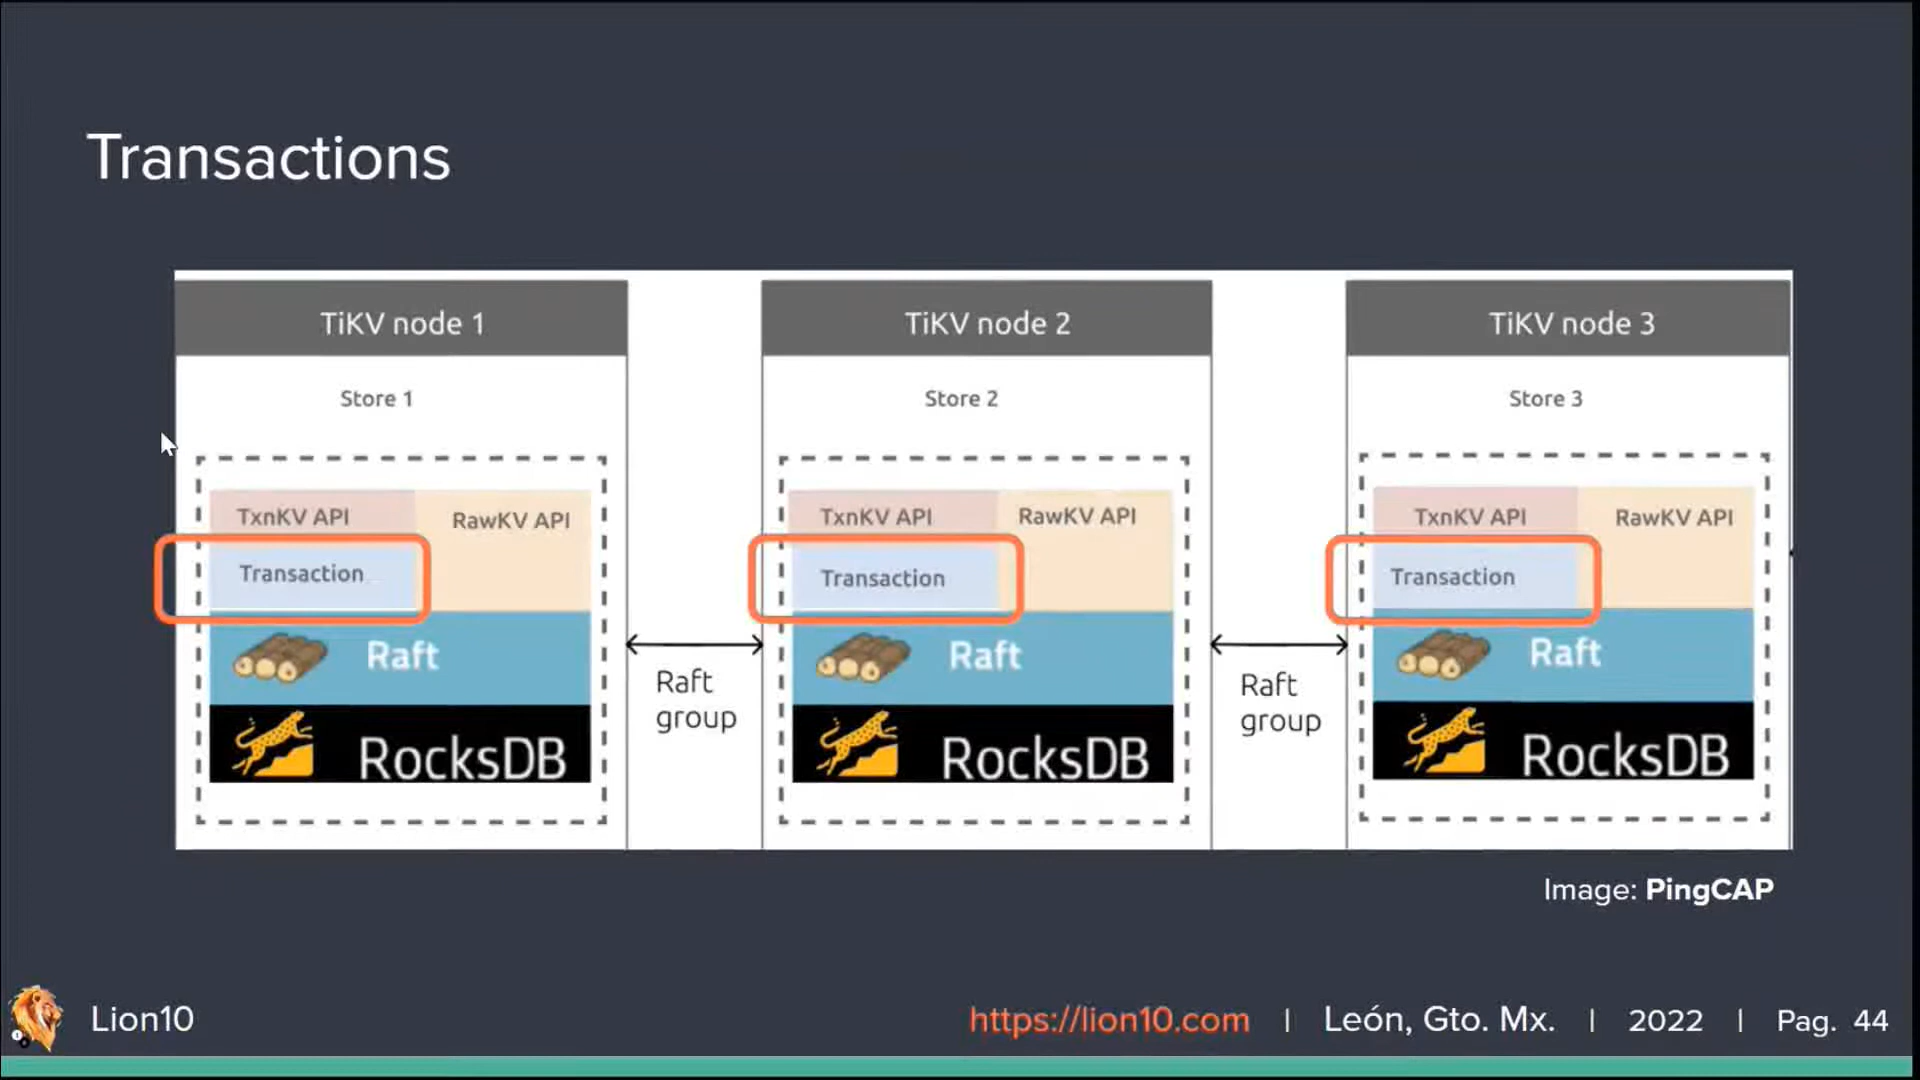 Transactions
TiKV node 1
Store 1
TxnKV API
RawKV API
Transaction
Raft
RocksDB
Raft
group
TiKV node 2
Store 2
TxnKV API
RawKV API
Transaction
Raft
RocksDB
Raft
group
TiKV node 3
Store 3
TxnKV API
RawKV API
Transaction
Raft
RocksDB
Image: PingCAP
Lion10
https://lion10.com | León, Gto. Mx. | 2022 | Pag. 44